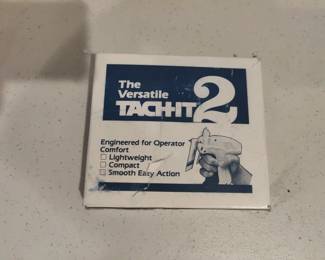 The
Versatile
TACH-IT 2
Engineered for Operator
Comfort
☐ Lightweight
☐ Compact
☐ Smooth Easy Action